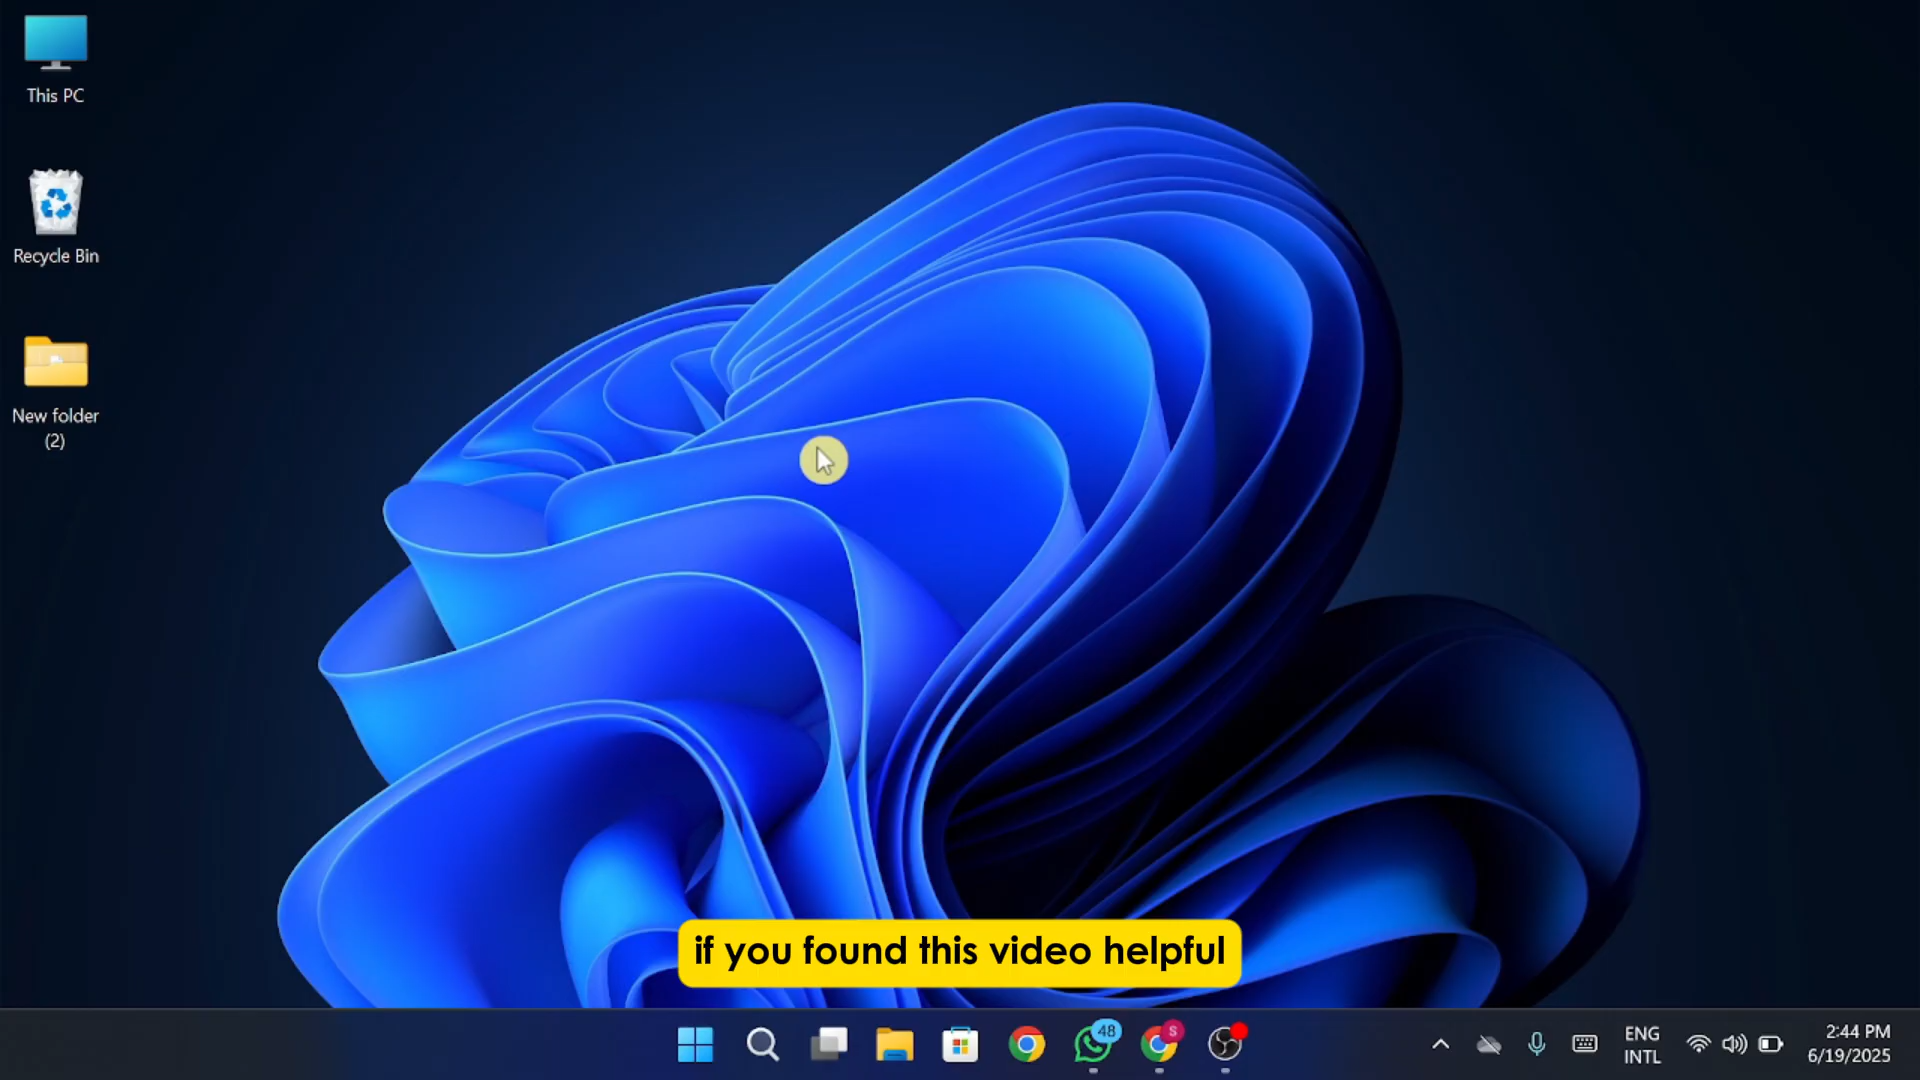 This PC
Recycle Bin
New folder
(2)
if you found this video helpful
48
S
ENG
INTL
2:44 PM
6/19/2025